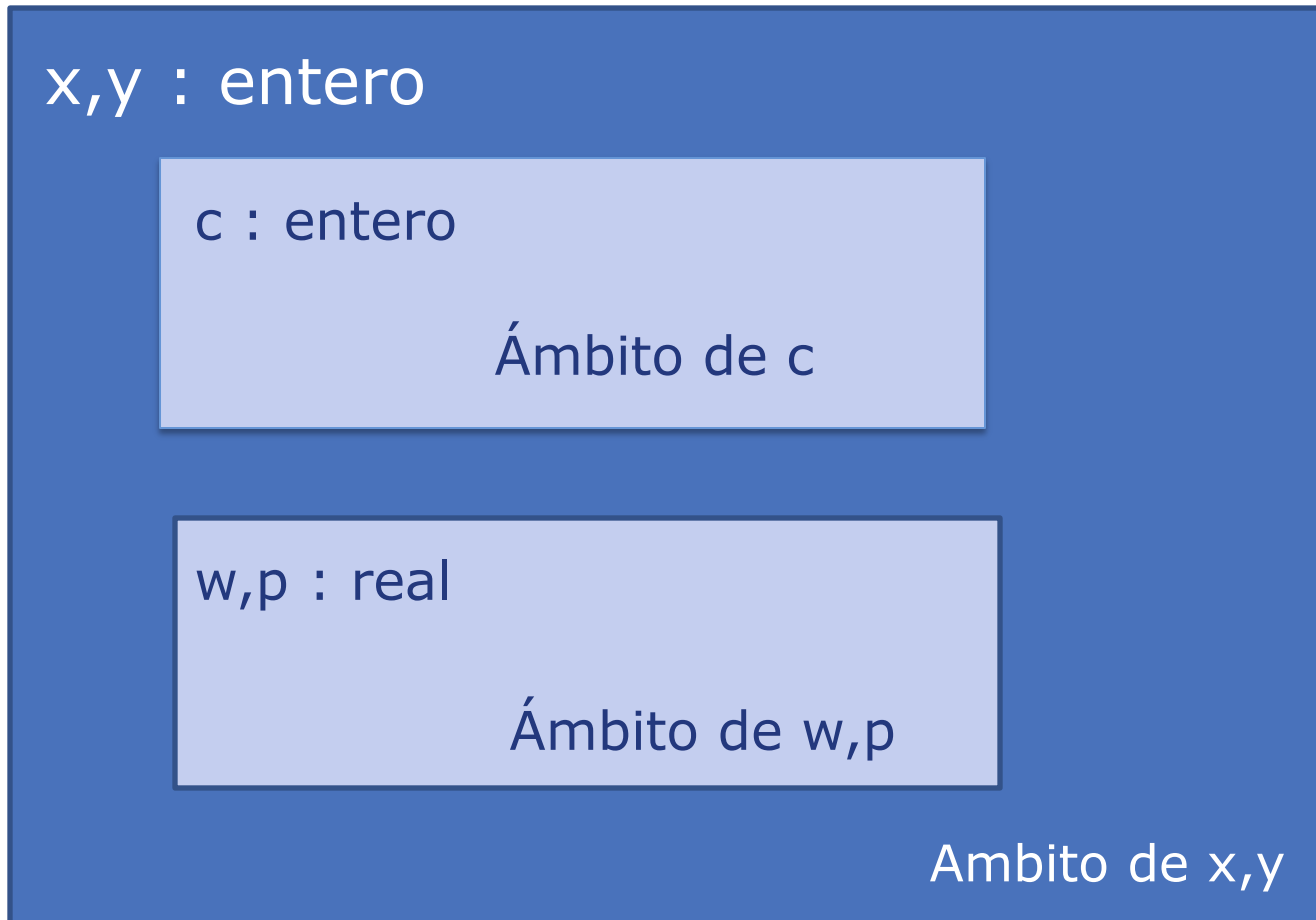 x,y : entero
c : entero
Ámbito de c
w,p : real
Ámbito de w,p
Ambito de x,y